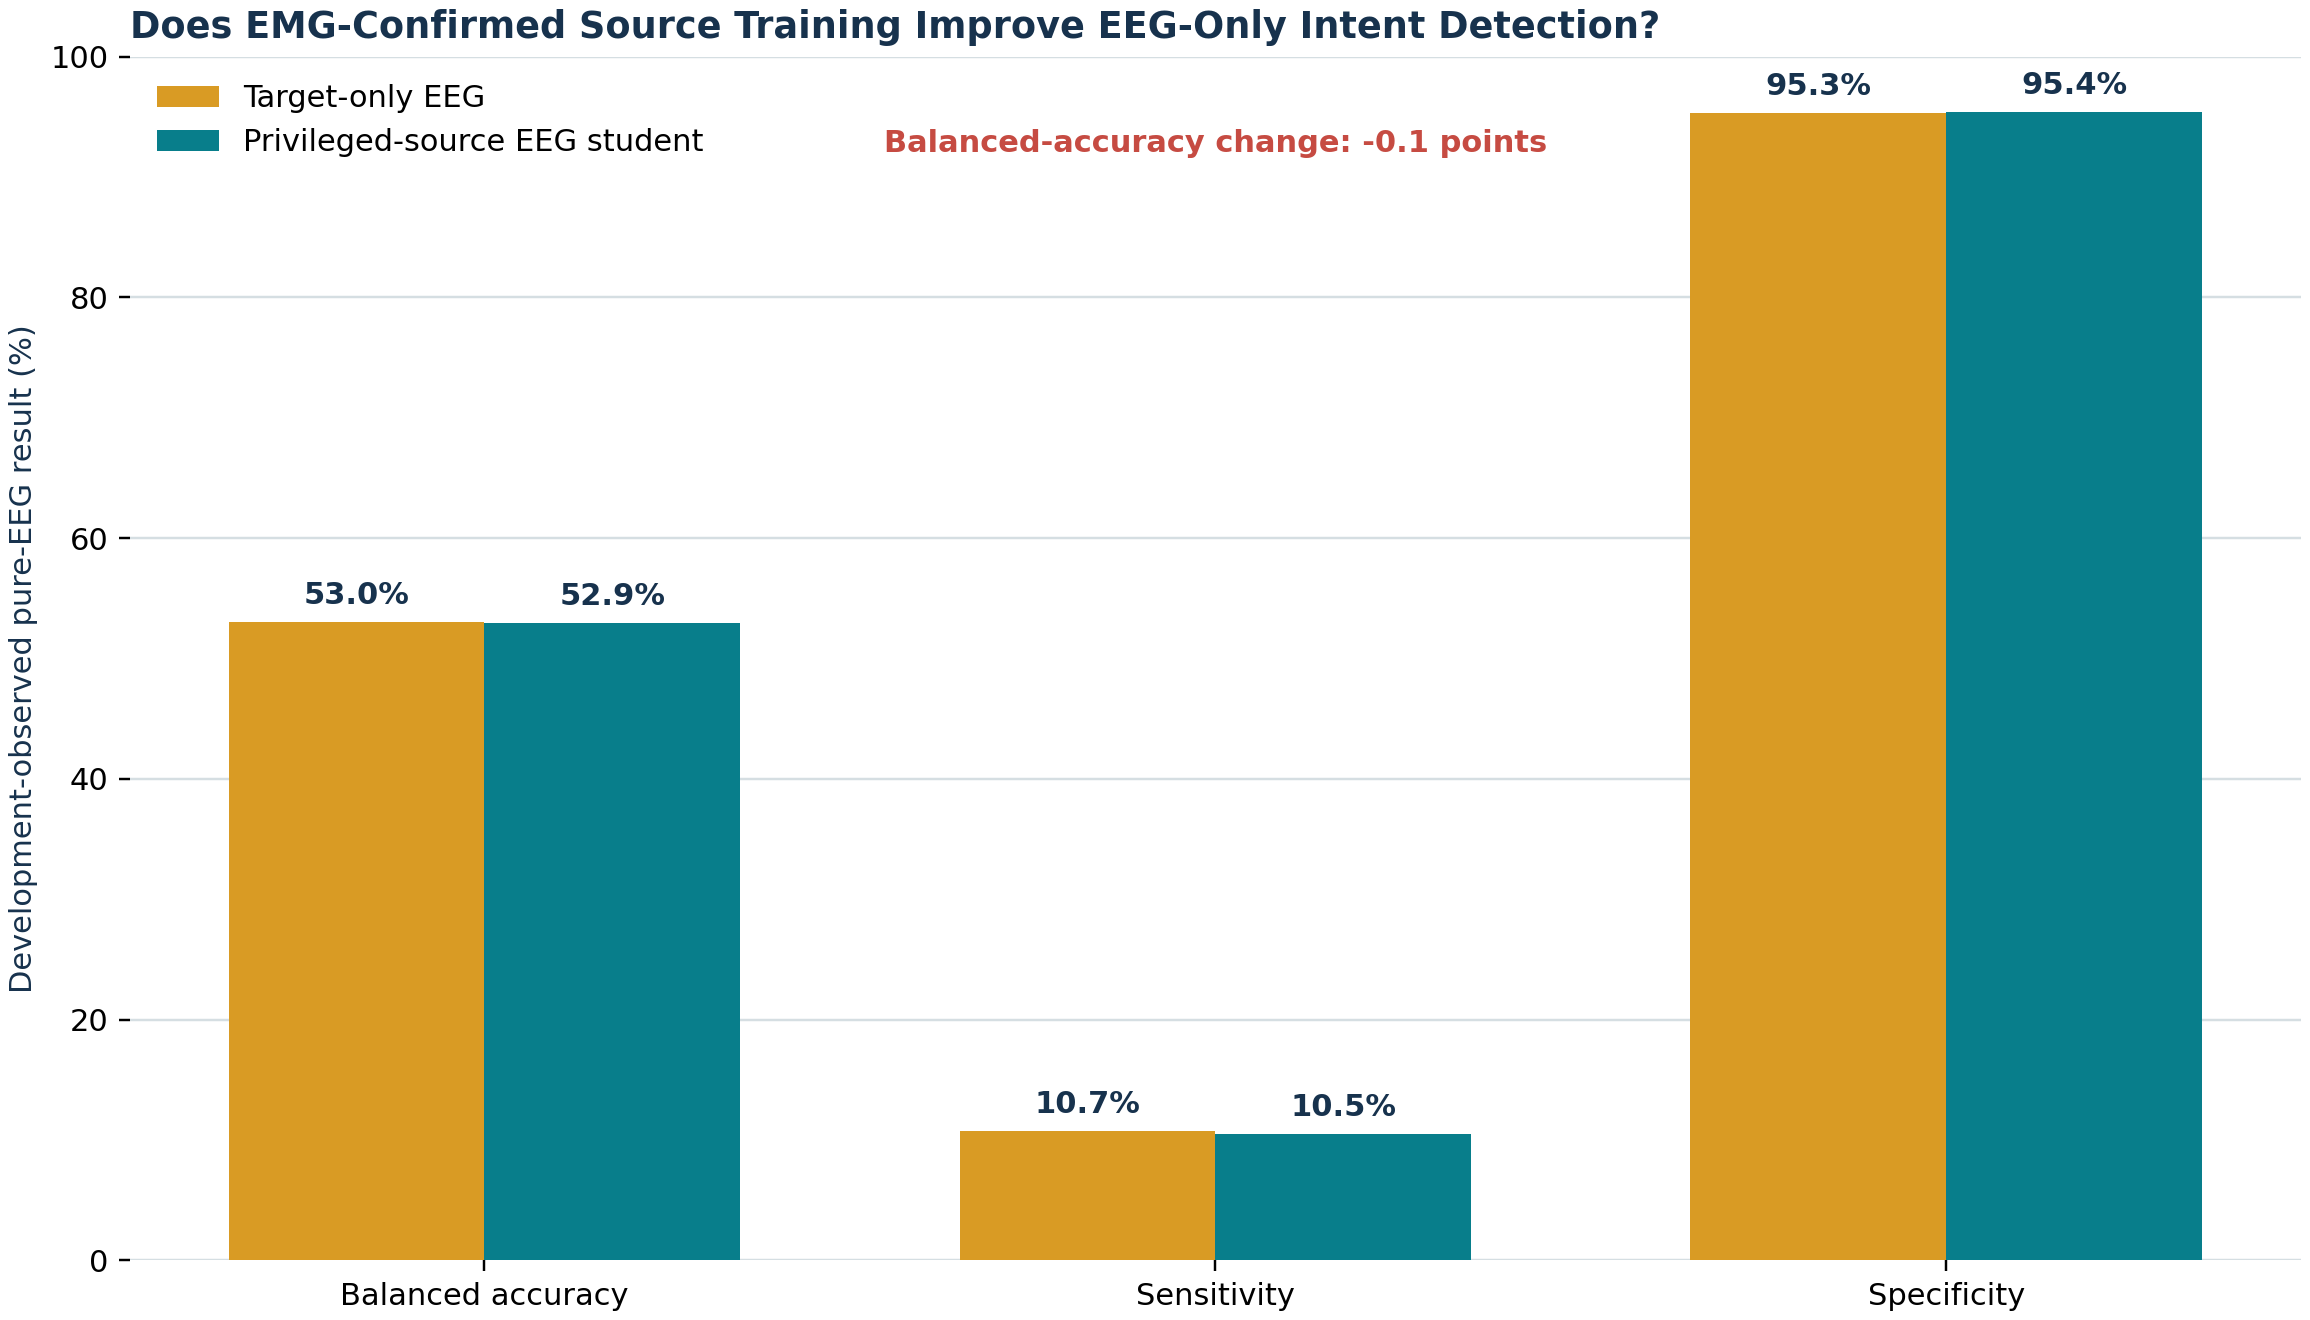 Does EMG-Confirmed Source Training Improve EEG-Only Intent Detection?
Target-only EEG
Privileged-source EEG student
Balanced-accuracy change: -0.1 points
Development-observed pure-EEG result (%)
100
80
60
40
20
0
53.0%
52.9%
10.7%
10.5%
95.3%
95.4%
Balanced accuracy
Sensitivity
Specificity